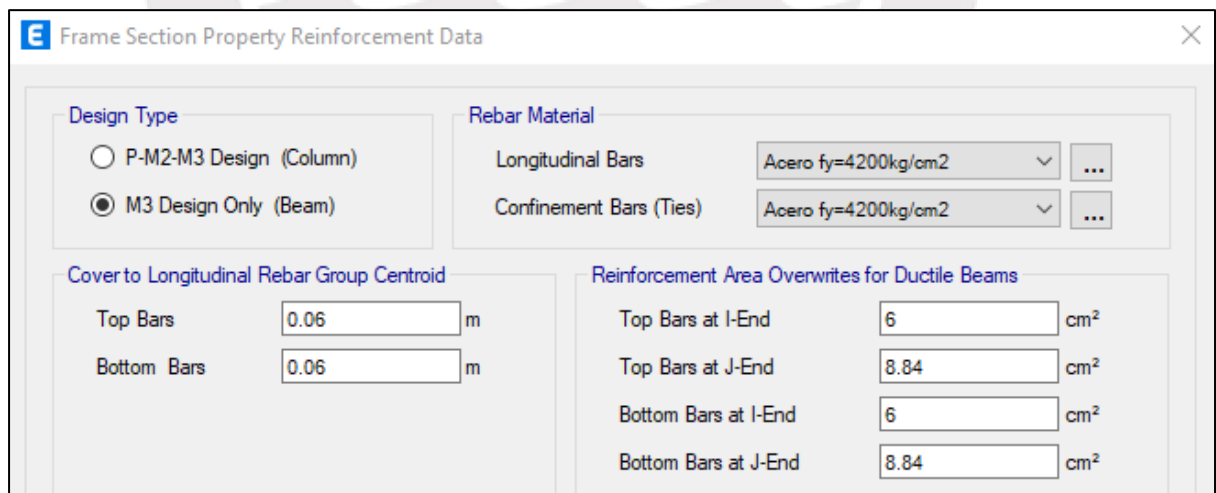 E Frame Section Property Reinforcement Data
Design Type
P-M2-M3 Design (Column)
M3 Design Only (Beam)
Rebar Material
Longitudinal Bars Acero fy=4200kg/cm2 ...
Confinement Bars (Ties) Acero fy=4200kg/cm2 ...
Cover to Longitudinal Rebar Group Centroid
Top Bars 0.06 m
Bottom Bars 0.06 m
Reinforcement Area Overwrites for Ductile Beams
Top Bars at I-End 6 cm²
Top Bars at J-End 8.84 cm²
Bottom Bars at I-End 6 cm²
Bottom Bars at J-End 8.84 cm²